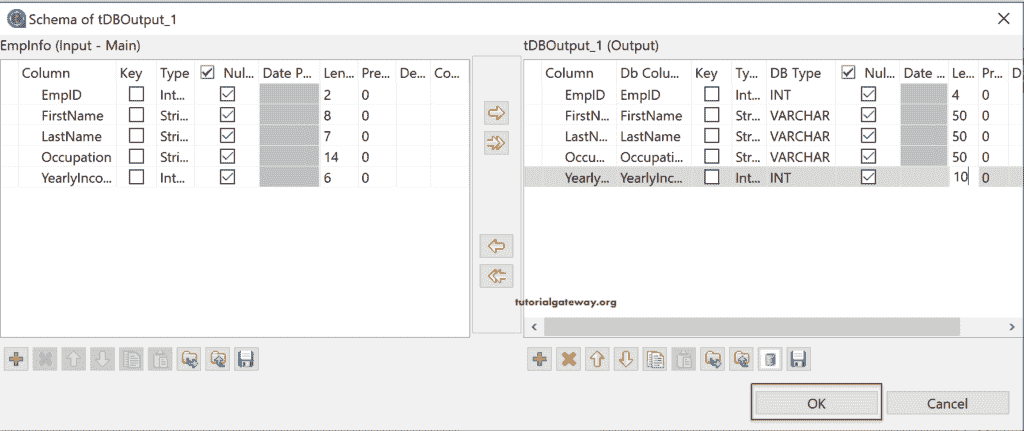 Schema of tDBOutput_1
EmpInfo (Input - Main)
Column Key Type Nul... Date P... Len... Pre... De... Co...
EmpID Int... 2
FirstName Stri... 8 0
LastName Stri... 7 0
Occupation Stri... 14 0
YearlyInco... Int... 6 0
tDBOutput_1 (Output)
Column Db Colu... Key Ty... DB Type Nul... Date ... Le... Pr... D
EmpID EmpID Int... INT 4 0
FirstN... FirstName Str... VARCHAR 50 0
LastN... LastName Str... VARCHAR 50 0
Occu... Occupati... Str... VARCHAR 50 0
Yearly... YearlyInc... Int... INT 10 0
tutorialgateway.org
OK Cancel